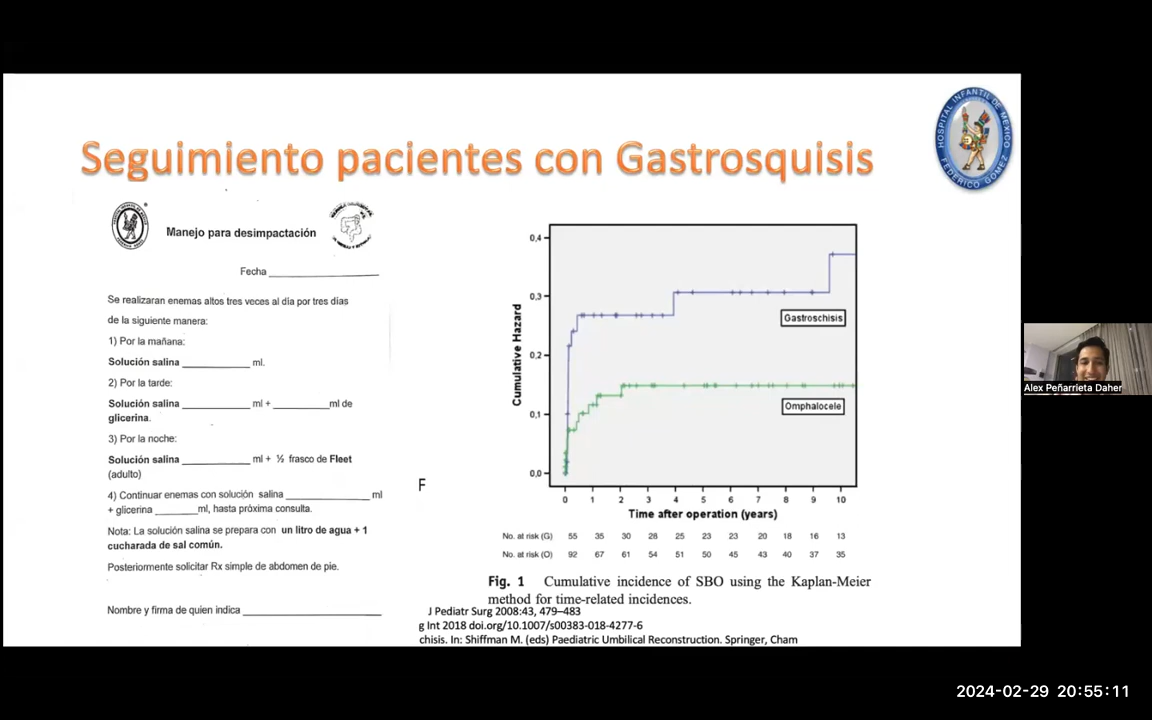 Seguimiento pacientes con Gastrosquisis
HOSPITAL INFANTIL DE MEXICO
FEDERICO GOMEZ
Manejo para desimpactación
Fecha
Se realizaran enemas altos tres veces al día por tres días
de la siguiente manera:
1) Por la mañana:
Solución salina ml.
2) Por la tarde:
Solución salina ml + ml de
glicerina.
3) Por la noche:
Solución salina ml + ½ frasco de Fleet
(adulto)
4) Continuar enemas con solución salina ml
+ glicerina ml, hasta próxima consulta.
Nota: La solución salina se prepara con un litro de agua + 1
cucharada de sal común.
Posteriormente solicitar Rx simple de abdomen de pie.
Nombre y firma de quien indica
F
Cumulative Hazard
0,4
0,3
0,2
0,1
0,0
Gastroschisis
Omphalocele
0 1 2 3 4 5 6 7 8 9 10
Time after operation (years)
No. at risk (G) 55 35 30 28 25 23 23 20 18 16 13
No. at risk (O) 92 67 61 54 51 50 45 43 40 37 35
Fig. 1 Cumulative incidence of SBO using the Kaplan-Meier
method for time-related incidences.
J Pediatr Surg 2008:43, 479–483
g Int 2018 doi.org/10.1007/s00383-018-4277-6
chisis. In: Shiffman M. (eds) Paediatric Umbilical Reconstruction. Springer, Cham
Alex Peñarrieta Daher
2024-02-29 20:55:11